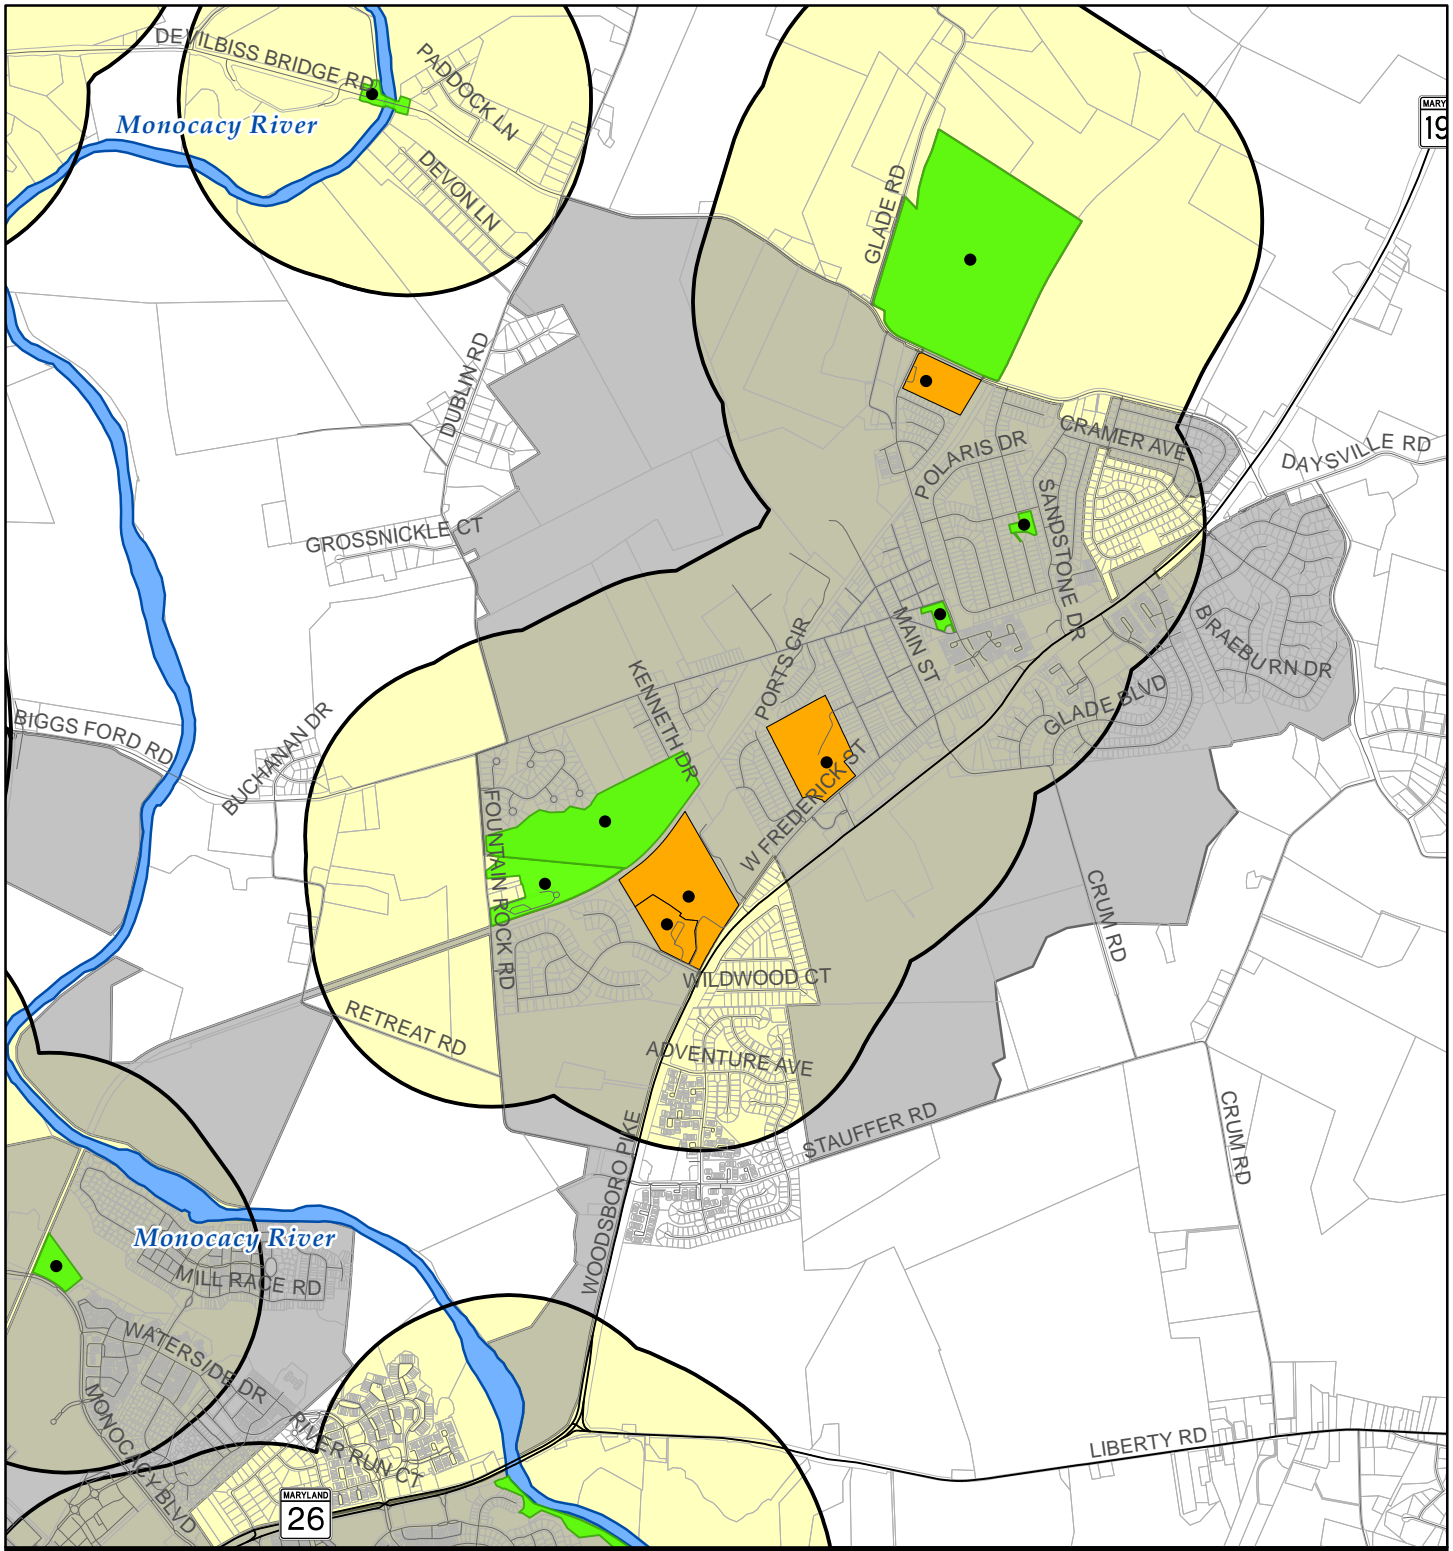 DEVILBISS BRIDGE RD
PADDOCK LN
Monocacy River
MARY
19
DEVON LN
GLADE RD
DUBLIN RD
CRAMER AVE
POLARIS DR
DAYSVILLE RD
SANDSTONE DR
GROSSNICKLE CT
MAIN ST
BRAEBURN DR
PORTS CIR
KENNETH DR
GLADE BLVD
BIGGS FORD RD
BUCHANAN DR
W FREDERICK ST
FOUNTAIN ROCK RD
CRUM RD
WILDWOOD CT
RETREAT RD
ADVENTURE AVE
STAUFFER RD
CRUM RD
WOODSBORO PIKE
Monocacy River
MILL RACE RD
WATERSIDE DR
MONOCACY BLVD
RIVER RUN CT
LIBERTY RD
MARYLAND
26